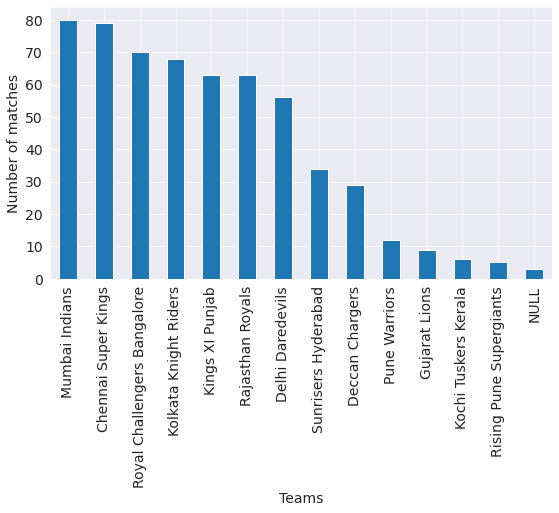 80
70
60
50
40
30
20
10
0
Number of matches
Mumbai Indians
Chennai Super Kings
Royal Challengers Bangalore
Kolkata Knight Riders
Kings XI Punjab
Rajasthan Royals
Delhi Daredevils
Sunrisers Hyderabad
Deccan Chargers
Pune Warriors
Gujarat Lions
Kochi Tuskers Kerala
Rising Pune Supergiants
NULL
Teams